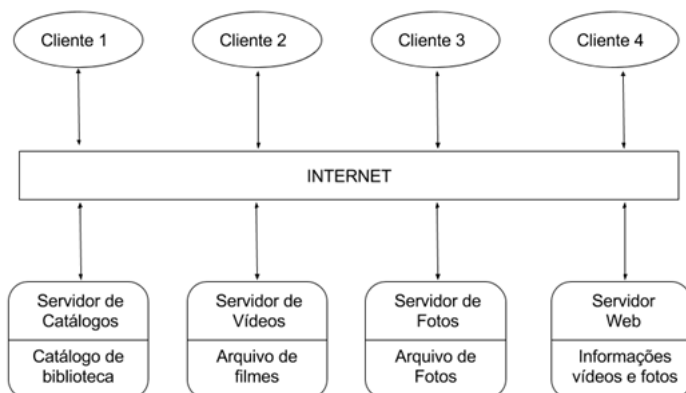 Cliente 1
Cliente 2
Cliente 3
Cliente 4
INTERNET
Servidor de
Catálogos
Catálogo de
biblioteca
Servidor de
Vídeos
Arquivo de
filmes
Servidor de
Fotos
Arquivo de
Fotos
Servidor
Web
Informações
vídeos e fotos